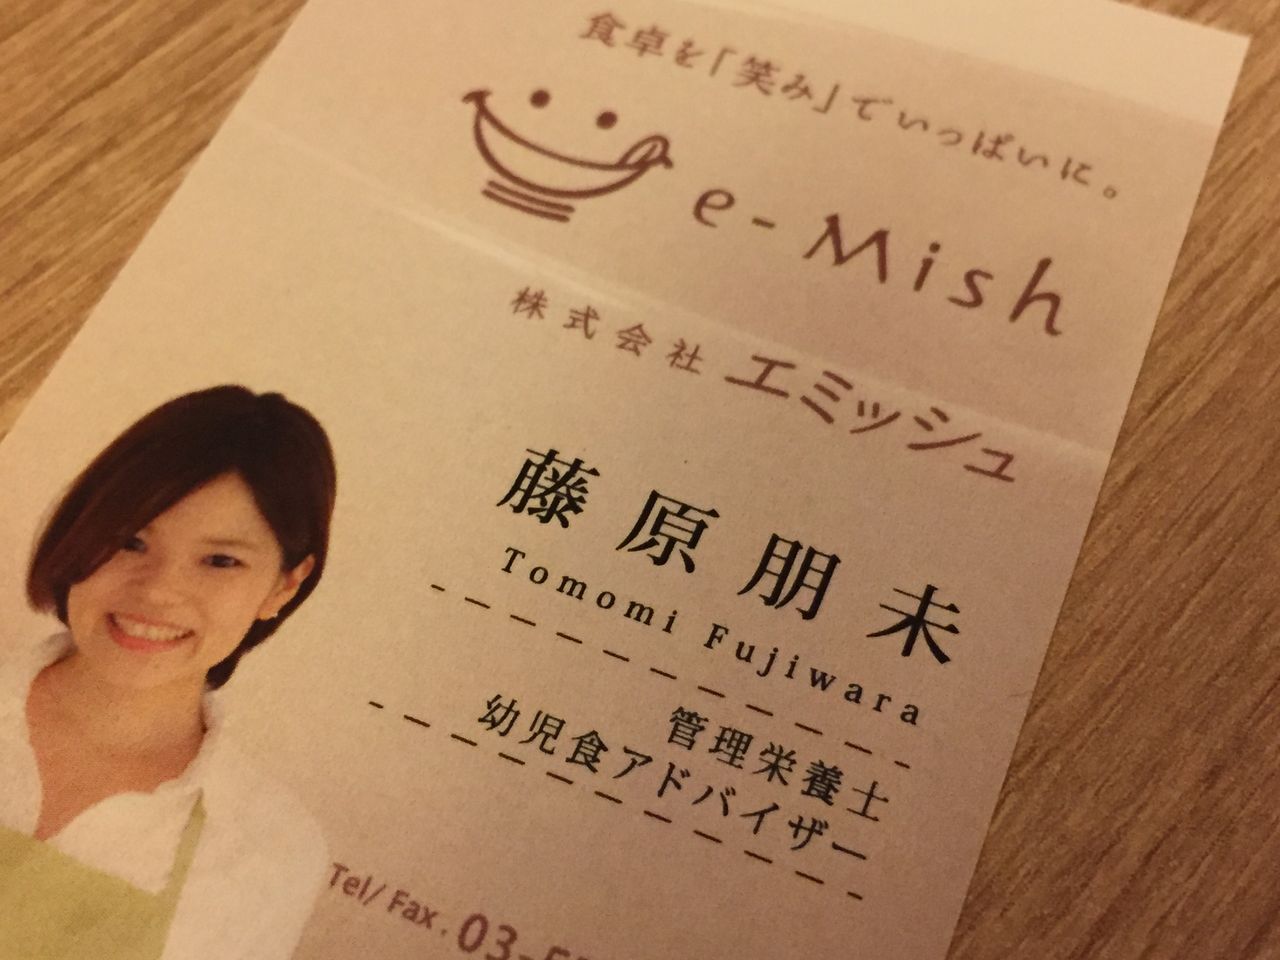 食卓を「笑み」でいっぱいに。
e-Mish
株式会社 エミッシュ
藤原朋未
Tomomi Fujiwara
管理栄養士
幼児食アドバイザー
Tel/Fax. 03-5